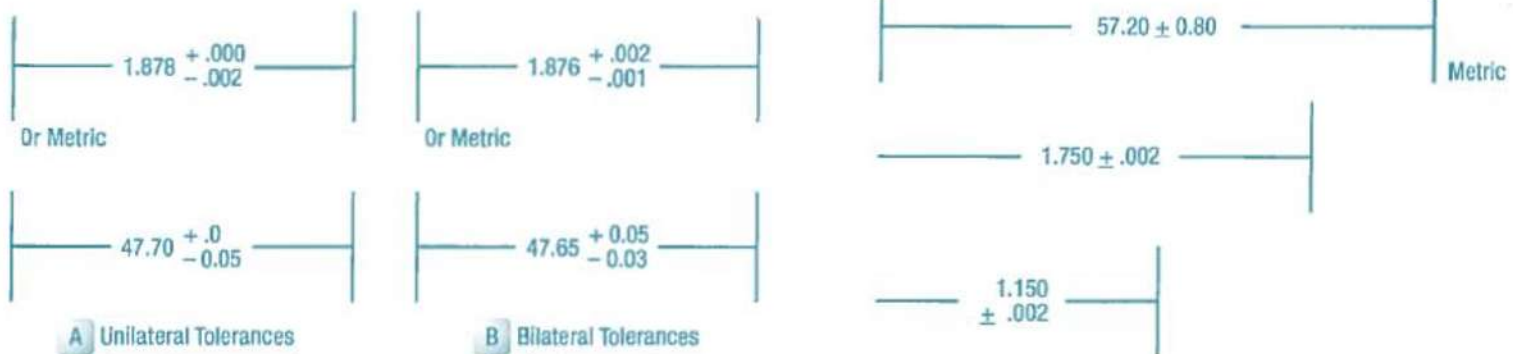 1.878 + .000
- .002
Or Metric
47.70 + .0
- 0.05
A Unilateral Tolerances
1.876 + .002
- .001
Or Metric
47.65 + 0.05
- 0.03
B Bilateral Tolerances
57.20 ± 0.80
Metric
1.750 ± .002
1.150
± .002